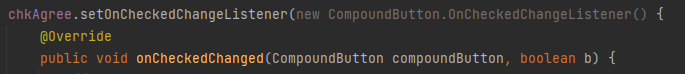 chkAgree.setOnCheckedChangeListener(new CompoundButton.OnCheckedChangeListener() {
@Override
public void onCheckedChanged(CompoundButton compoundButton, boolean b) {